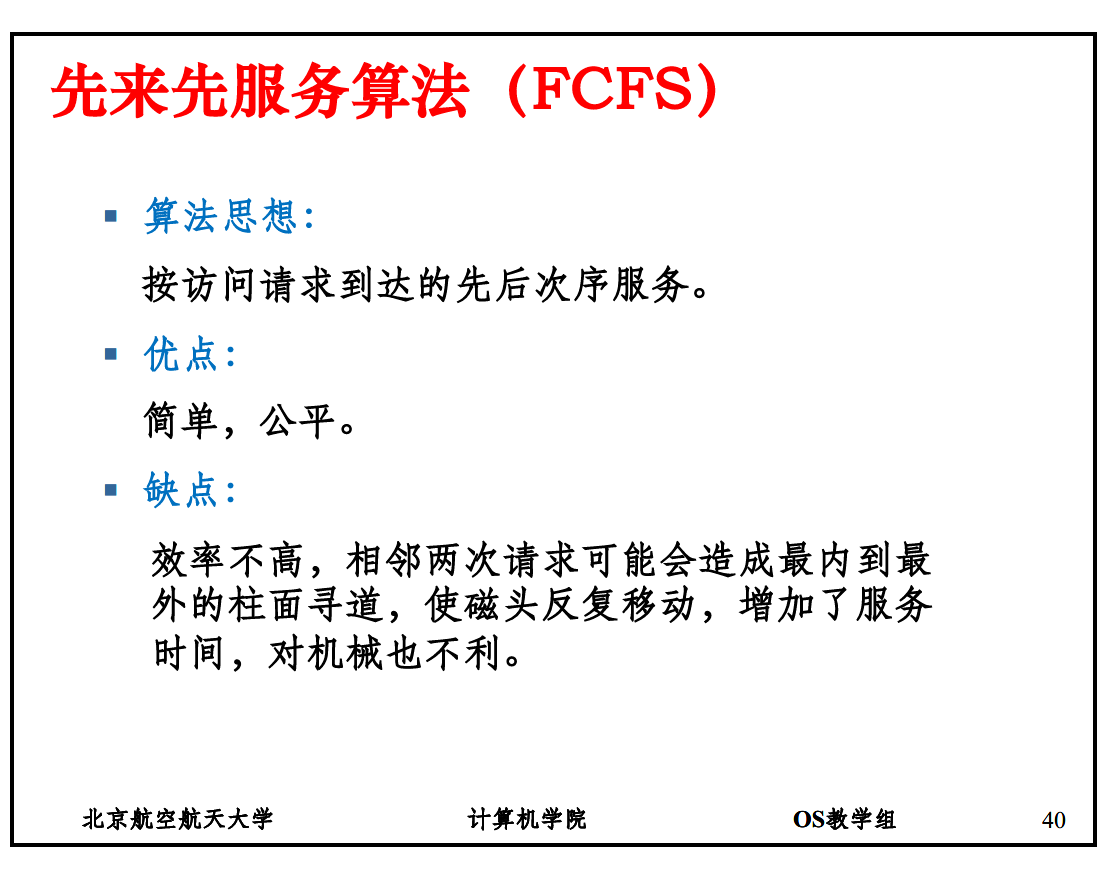 先来先服务算法（FCFS）
▪ 算法思想：
按访问请求到达的先后次序服务。
▪ 优点：
简单，公平。
▪ 缺点：
效率不高，相邻两次请求可能会造成最内到最
外的柱面寻道，使磁头反复移动，增加了服务
时间，对机械也不利。
北京航空航天大学 计算机学院 OS教学组 40